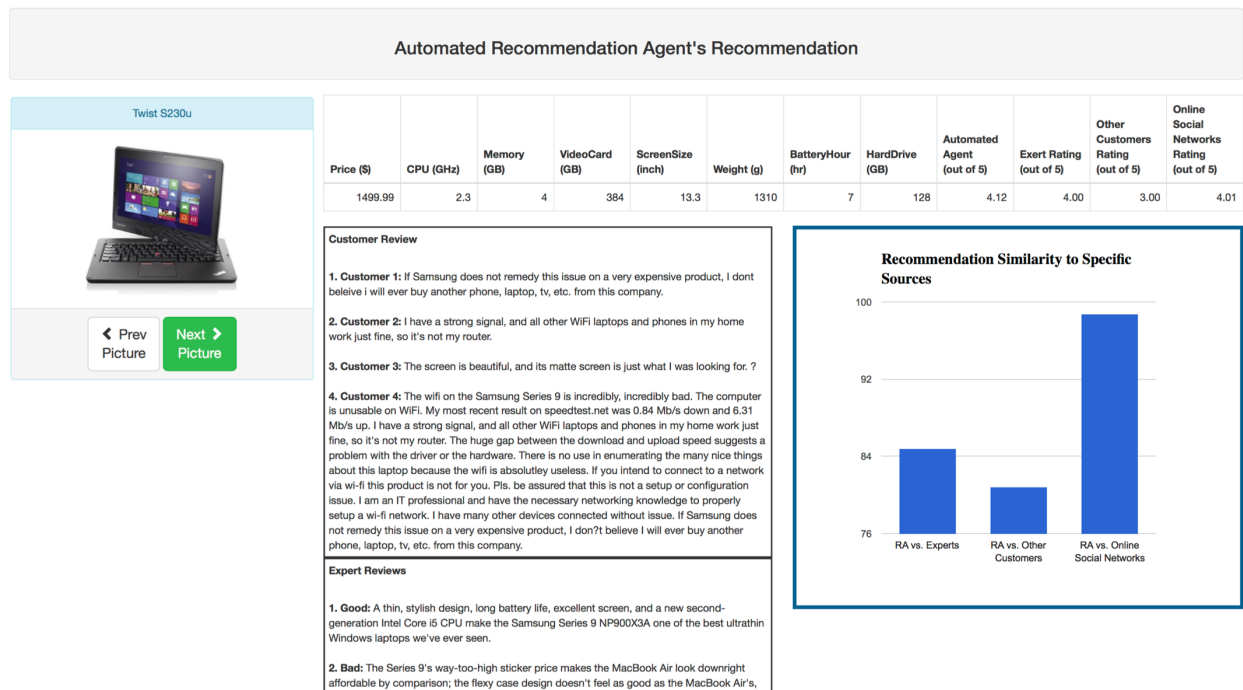 Automated Recommendation Agent's Recommendation
Twist S230u
Prev
Picture
Next
Picture
Price ($)
CPU (GHz)
Memory
(GB)
VideoCard
(GB)
ScreenSize
(inch)
Weight (g)
BatteryHour
(hr)
HardDrive
(GB)
Automated
Agent
(out of 5)
Exert Rating
(out of 5)
Other
Customers
Rating
(out of 5)
Online
Social
Networks
Rating
(out of 5)
1499.99 2.3 4 384 13.3 1310 7 128 4.12 4.00 3.00 4.01
Customer Review
1. Customer 1: If Samsung does not remedy this issue on a very expensive product, I dont
beleive i will ever buy another phone, laptop, tv, etc. from this company.
2. Customer 2: I have a strong signal, and all other WiFi laptops and phones in my home
work just fine, so it's not my router.
3. Customer 3: The screen is beautiful, and its matte screen is just what I was looking for. ?
4. Customer 4: The wifi on the Samsung Series 9 is incredibly, incredibly bad. The computer
is unusable on WiFi. My most recent result on speedtest.net was 0.84 Mb/s down and 6.31
Mb/s up. I have a strong signal, and all other WiFi laptops and phones in my home work just
fine, so it's not my router. The huge gap between the download and upload speed suggests a
problem with the driver or the hardware. There is no use in enumerating the many nice things
about this laptop because the wifi is absolutley useless. If you intend to connect to a network
via wi-fi this product is not for you. Pls. be assured that this is not a setup or configuration
issue. I am an IT professional and have the necessary networking knowledge to properly
setup a wi-fi network. I have many other devices connected without issue. If Samsung does
not remedy this issue on a very expensive product, I don?t believe I will ever buy another
phone, laptop, tv, etc. from this company.
Expert Reviews
1. Good: A thin, stylish design, long battery life, excellent screen, and a new second-
generation Intel Core i5 CPU make the Samsung Series 9 NP900X3A one of the best ultrathin
Windows laptops we've ever seen.
2. Bad: The Series 9's way-too-high sticker price makes the MacBook Air look downright
affordable by comparison; the flexy case design doesn't feel as good as the MacBook Air's,
Recommendation Similarity to Specific
Sources
100
92
84
76
RA vs. Experts
RA vs. Other
Customers
RA vs. Online
Social Networks